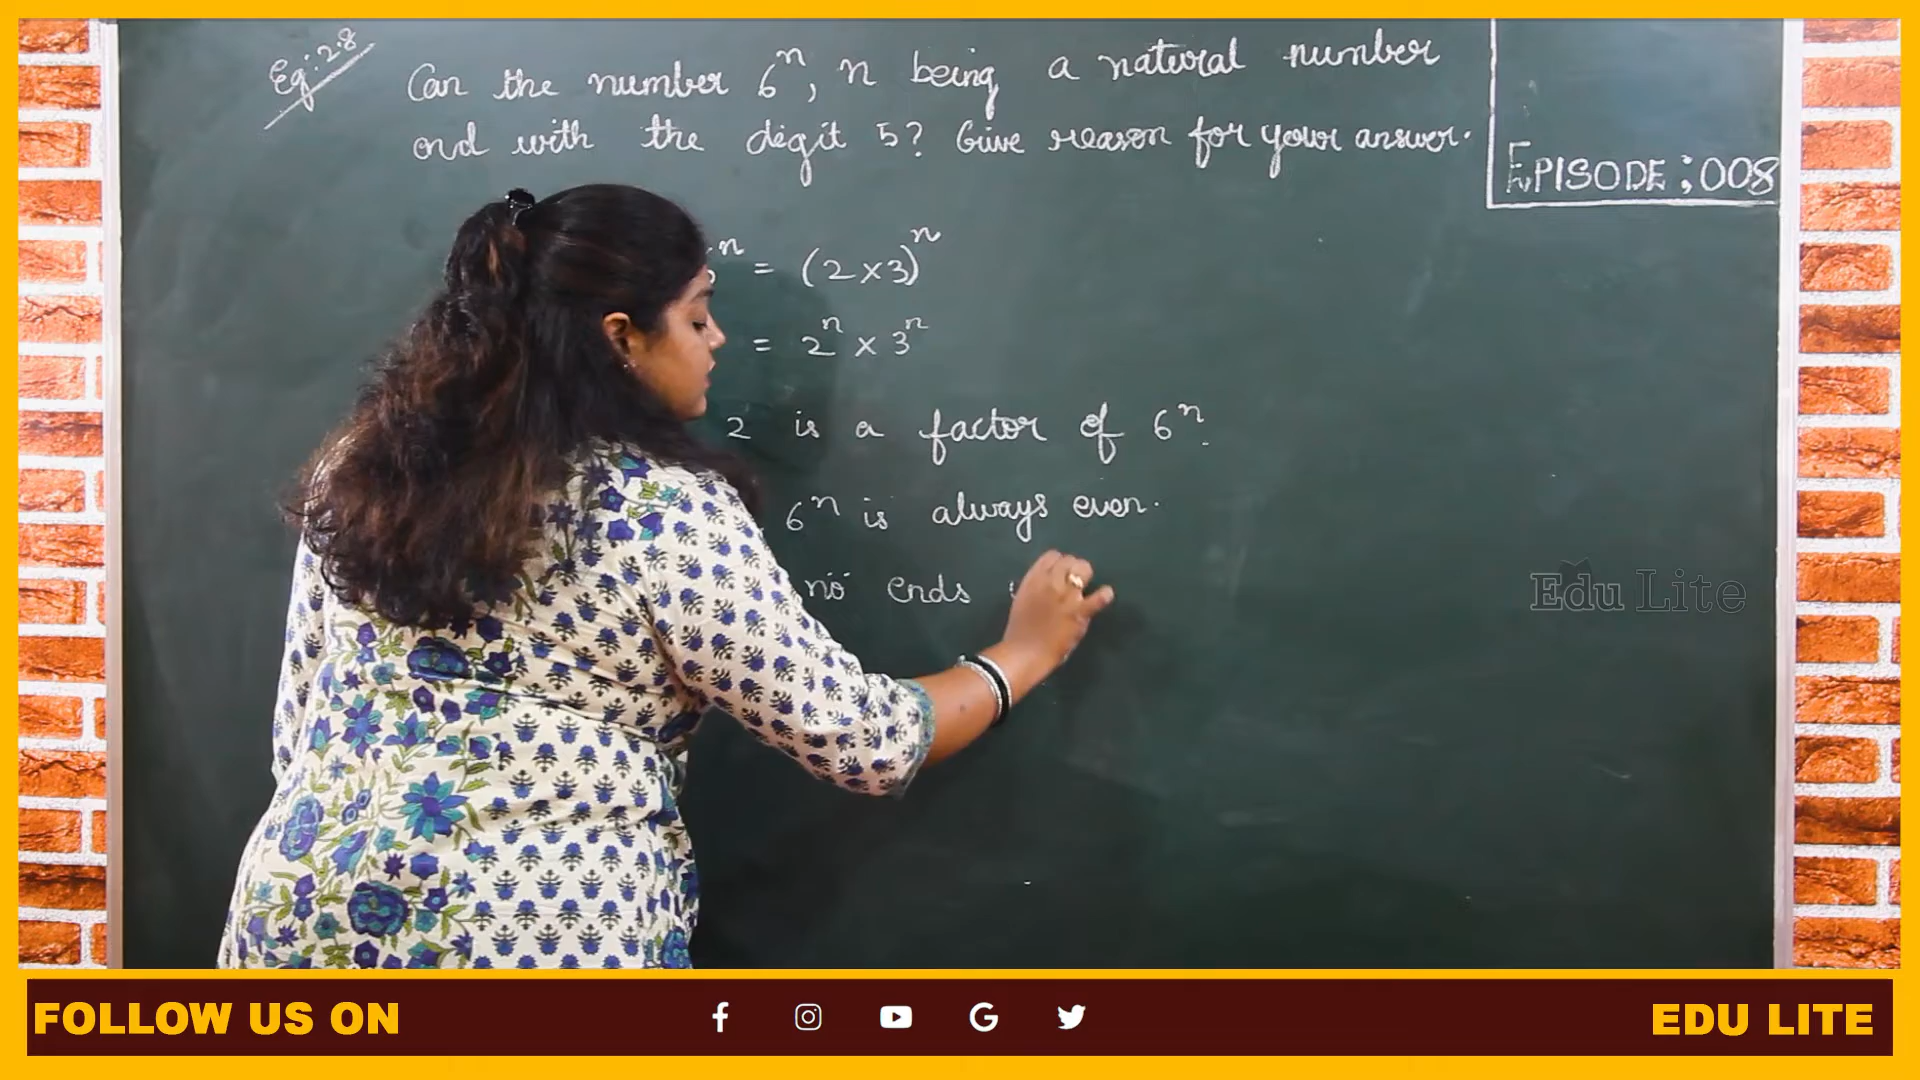 Eg: 2.8
Can the number 6ⁿ, n being a natural number
end with the digit 5? Give reason for your answer.
EPISODE : 008
ⁿ = (2 × 3)ⁿ
= 2ⁿ × 3ⁿ
2 is a factor of 6ⁿ.
6ⁿ is always even.
no ends
Edu Lite
FOLLOW US ON
EDU LITE